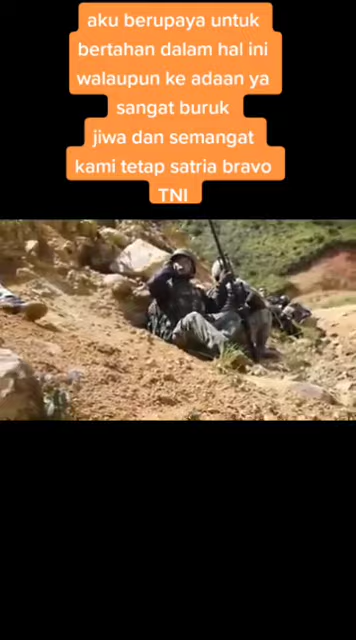 aku berupaya untuk
bertahan dalam hal ini
walaupun ke adaan ya
sangat buruk
jiwa dan semangat
kami tetap satria bravo
TNI